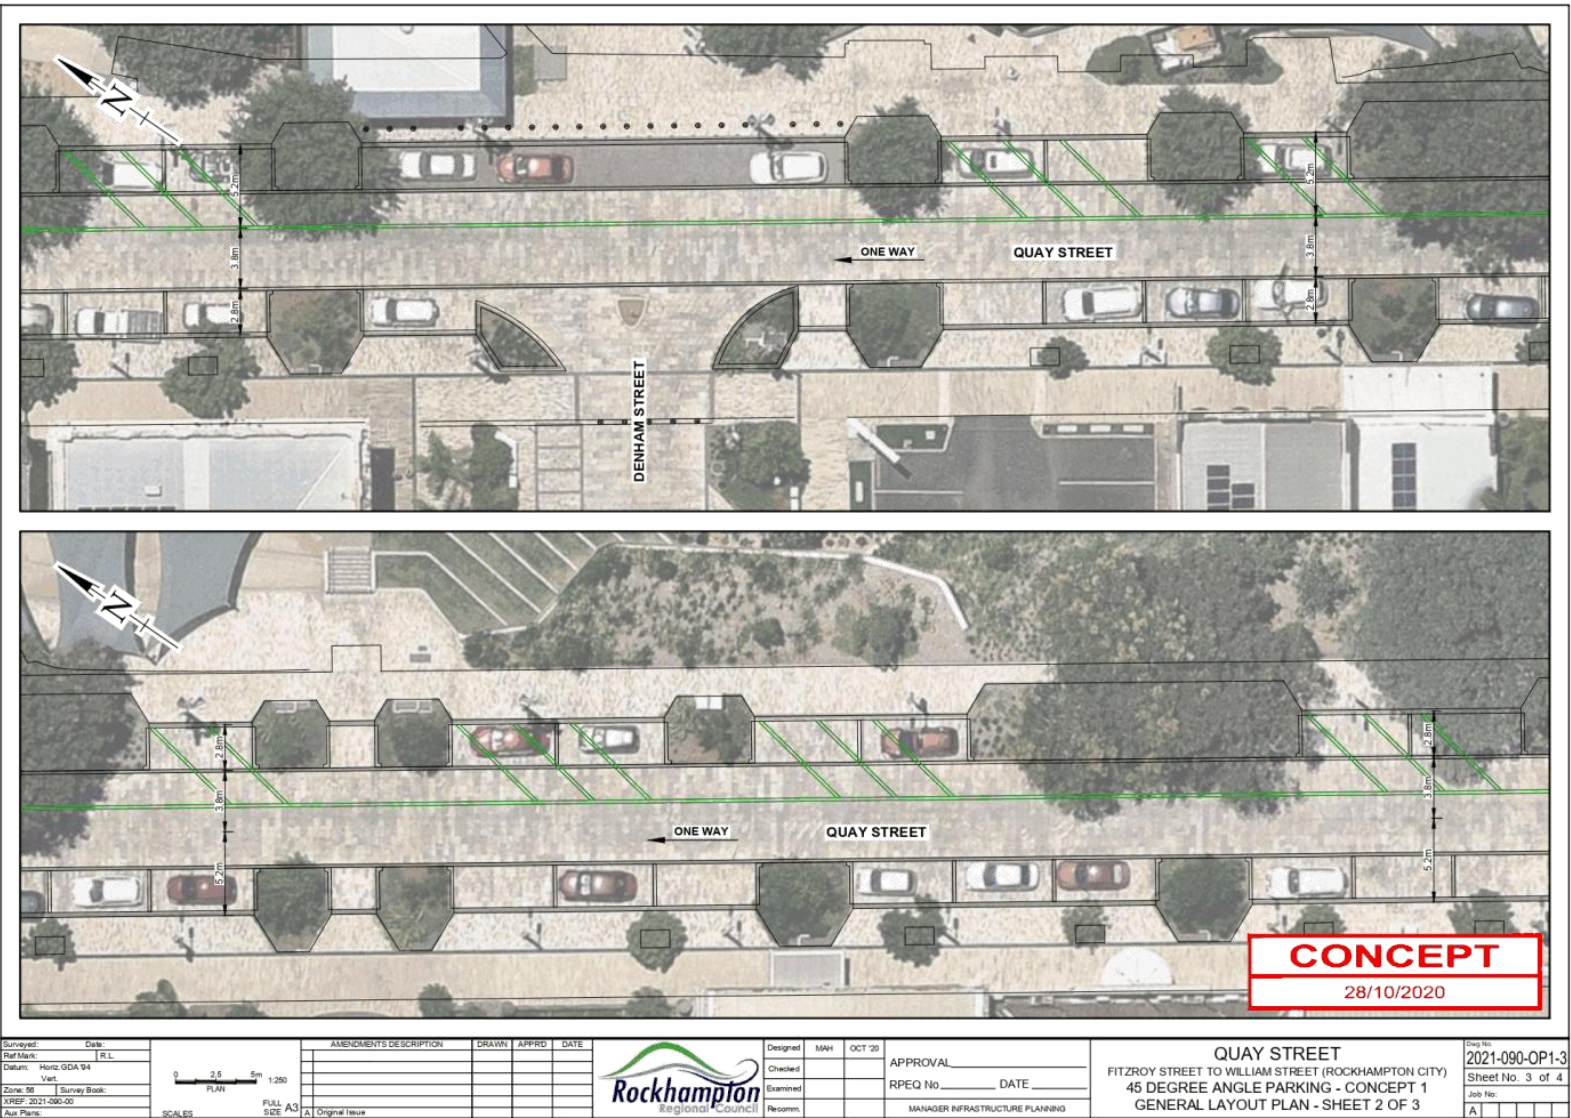 N
5.2m
3.8m
2.8m
ONE WAY
QUAY STREET
5.2m
3.8m
2.8m
DENHAM STREET
N
2.8m
3.8m
5.2m
ONE WAY
QUAY STREET
2.8m
3.8m
5.2m
CONCEPT
28/10/2020
Surveyed: Date:
Ref Mark: R.L.
Datum: Horiz. GDA '94
Vert.
Zone: 56 Survey Book:
XREF: 2021-090-00
Aux Plans:
0 2.5 5m 1:250
PLAN
SCALES
FULL SIZE A3
AMENDMENTS DESCRIPTION DRAWN APPR'D DATE
A Original Issue
Rockhampton
Regional Council
Designed MAH OCT '20
Checked
Examined
Recomm.
APPROVAL
RPEQ No. DATE
MANAGER INFRASTRUCTURE PLANNING
QUAY STREET
FITZROY STREET TO WILLIAM STREET (ROCKHAMPTON CITY)
45 DEGREE ANGLE PARKING - CONCEPT 1
GENERAL LAYOUT PLAN - SHEET 2 OF 3
Dwg No.
2021-090-OP1-3
Sheet No. 3 of 4
Job No:
A